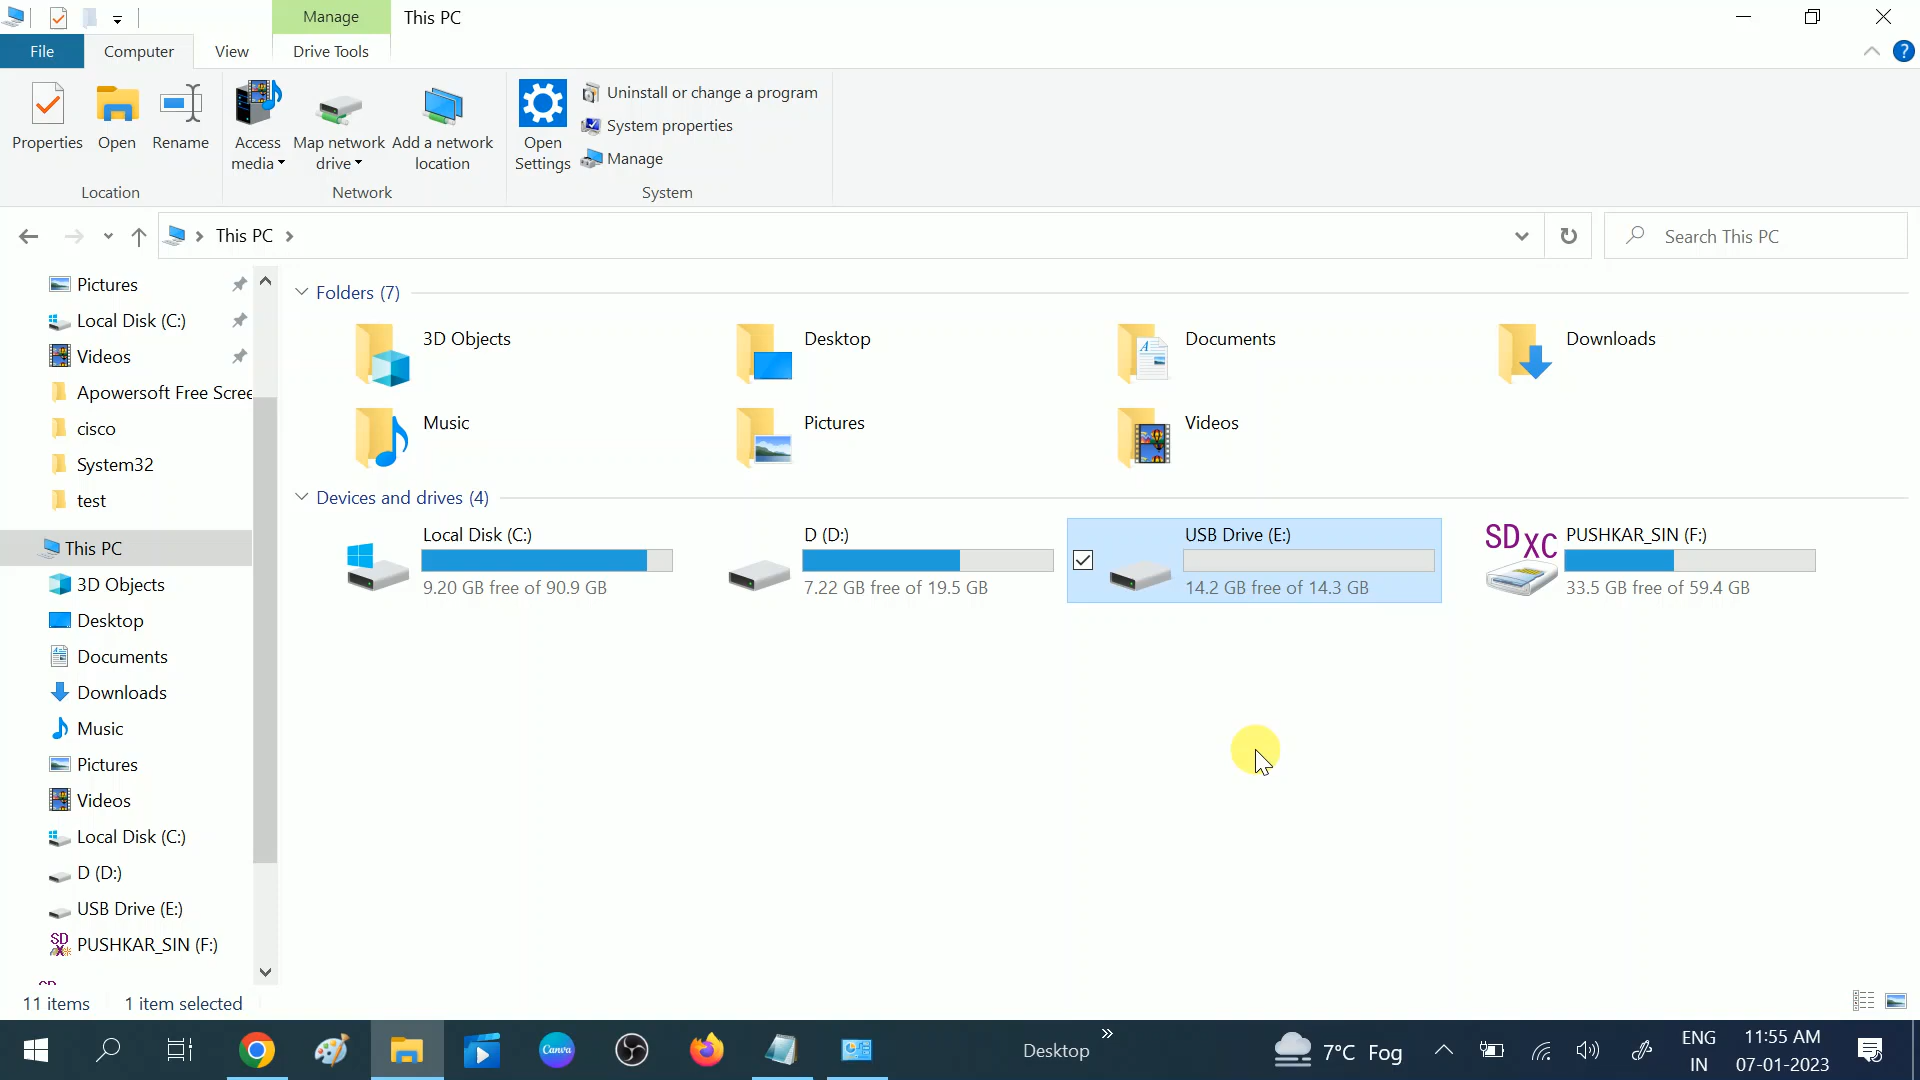 Manage
This PC
File
Computer
View
Drive Tools
?
Properties
Open
Rename
Access
media
Map network
drive
Add a network
location
Open
Settings
Uninstall or change a program
System properties
Manage
Location
Network
System
This PC
Search This PC
Pictures
Local Disk (C:)
Videos
Apowersoft Free Scree
cisco
System32
test
This PC
3D Objects
Desktop
Documents
Downloads
Music
Pictures
Videos
Local Disk (C:)
D (D:)
USB Drive (E:)
PUSHKAR_SIN (F:)
Folders (7)
3D Objects
Desktop
Documents
Downloads
Music
Pictures
Videos
Devices and drives (4)
Local Disk (C:)
9.20 GB free of 90.9 GB
D (D:)
7.22 GB free of 19.5 GB
USB Drive (E:)
14.2 GB free of 14.3 GB
SD XC
PUSHKAR_SIN (F:)
33.5 GB free of 59.4 GB
11 items
1 item selected
Canva
Desktop
7°C Fog
ENG
IN
11:55 AM
07-01-2023